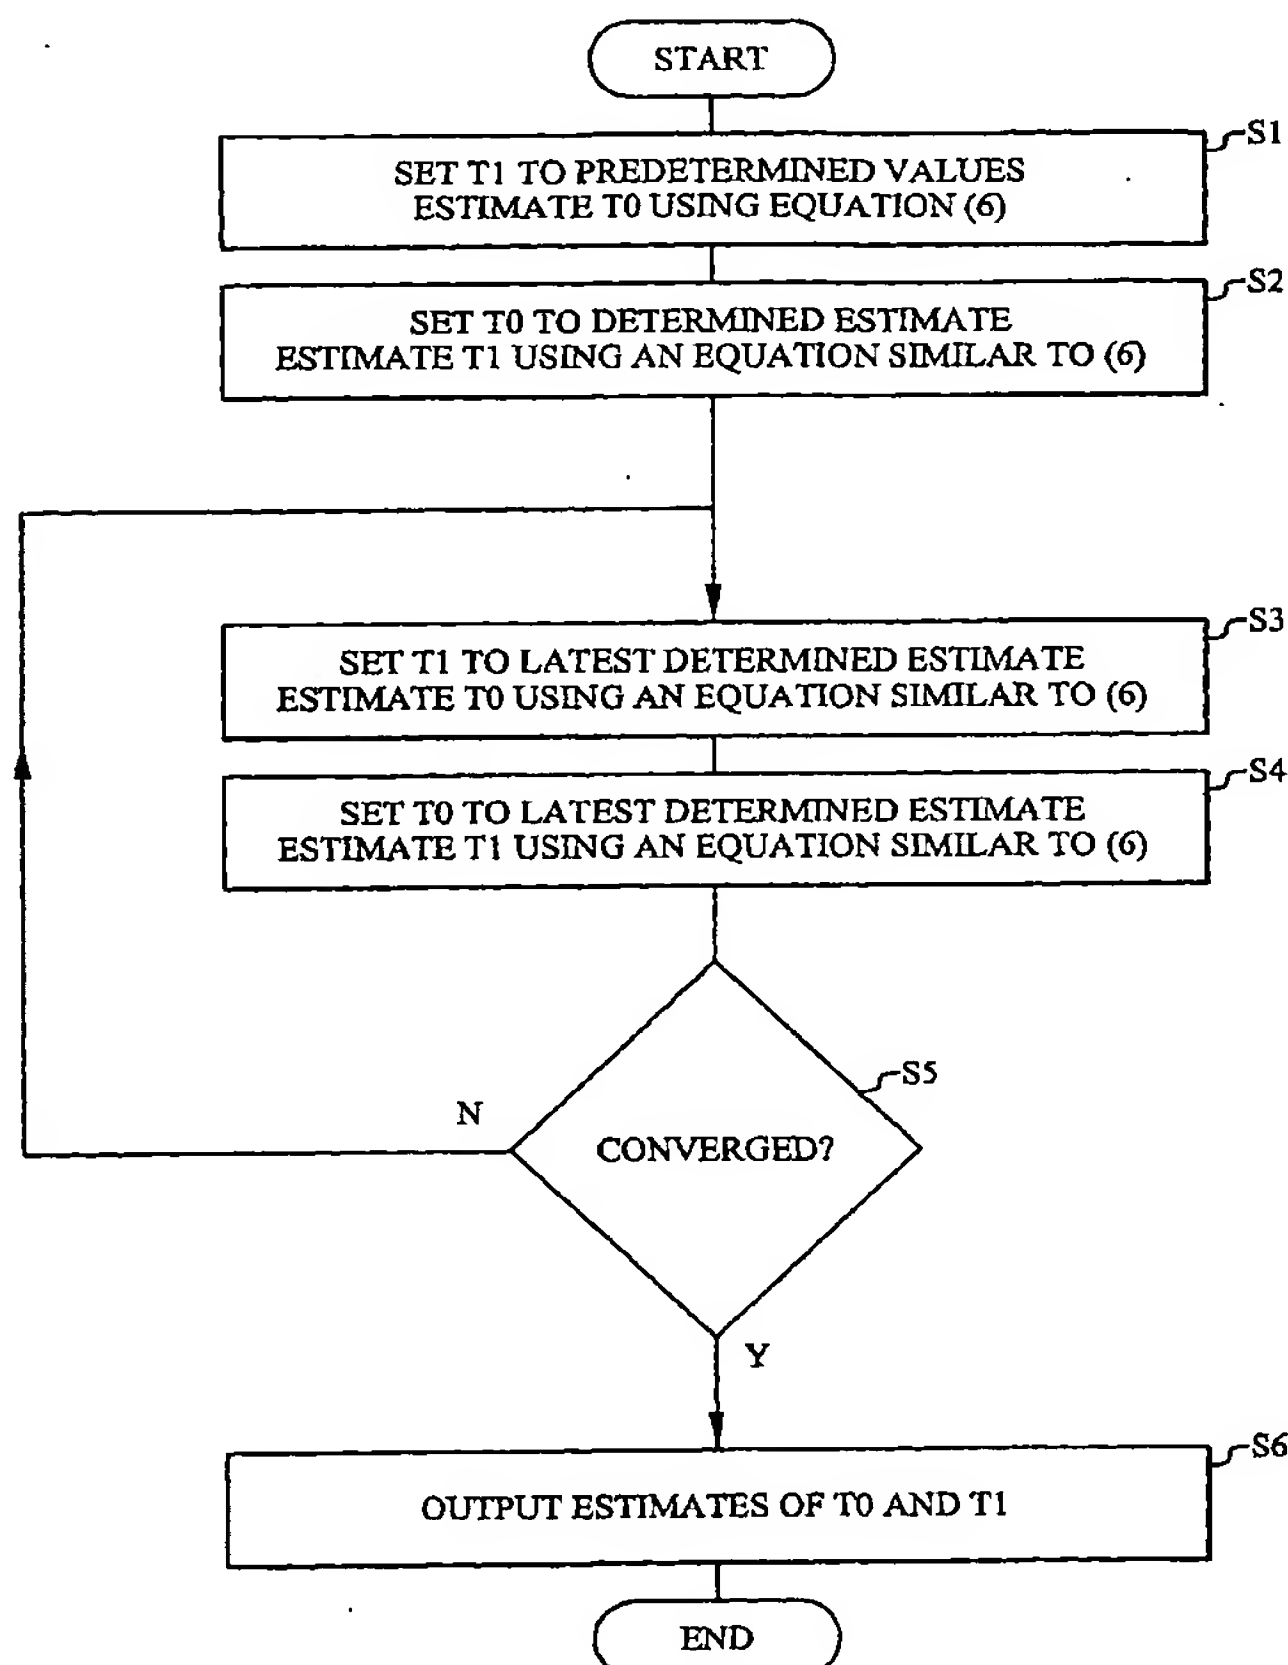 START
S1
SET T1 TO PREDETERMINED VALUES
ESTIMATE T0 USING EQUATION (6)
S2
SET T0 TO DETERMINED ESTIMATE
ESTIMATE T1 USING AN EQUATION SIMILAR TO (6)
S3
SET T1 TO LATEST DETERMINED ESTIMATE
ESTIMATE T0 USING AN EQUATION SIMILAR TO (6)
S4
SET T0 TO LATEST DETERMINED ESTIMATE
ESTIMATE T1 USING AN EQUATION SIMILAR TO (6)
S5
N
CONVERGED?
Y
S6
OUTPUT ESTIMATES OF T0 AND T1
END